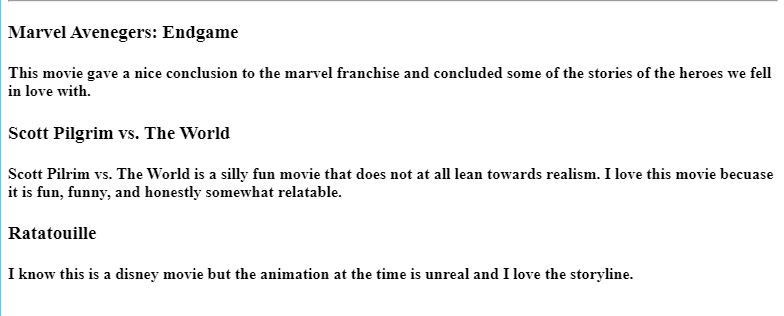 Marvel Avenegers: Endgame
This movie gave a nice conclusion to the marvel franchise and concluded some of the stories of the heroes we fell
in love with.
Scott Pilgrim vs. The World
Scott Pilrim vs. The World is a silly fun movie that does not at all lean towards realism. I love this movie becuase
it is fun, funny, and honestly somewhat relatable.
Ratatouille
I know this is a disney movie but the animation at the time is unreal and I love the storyline.